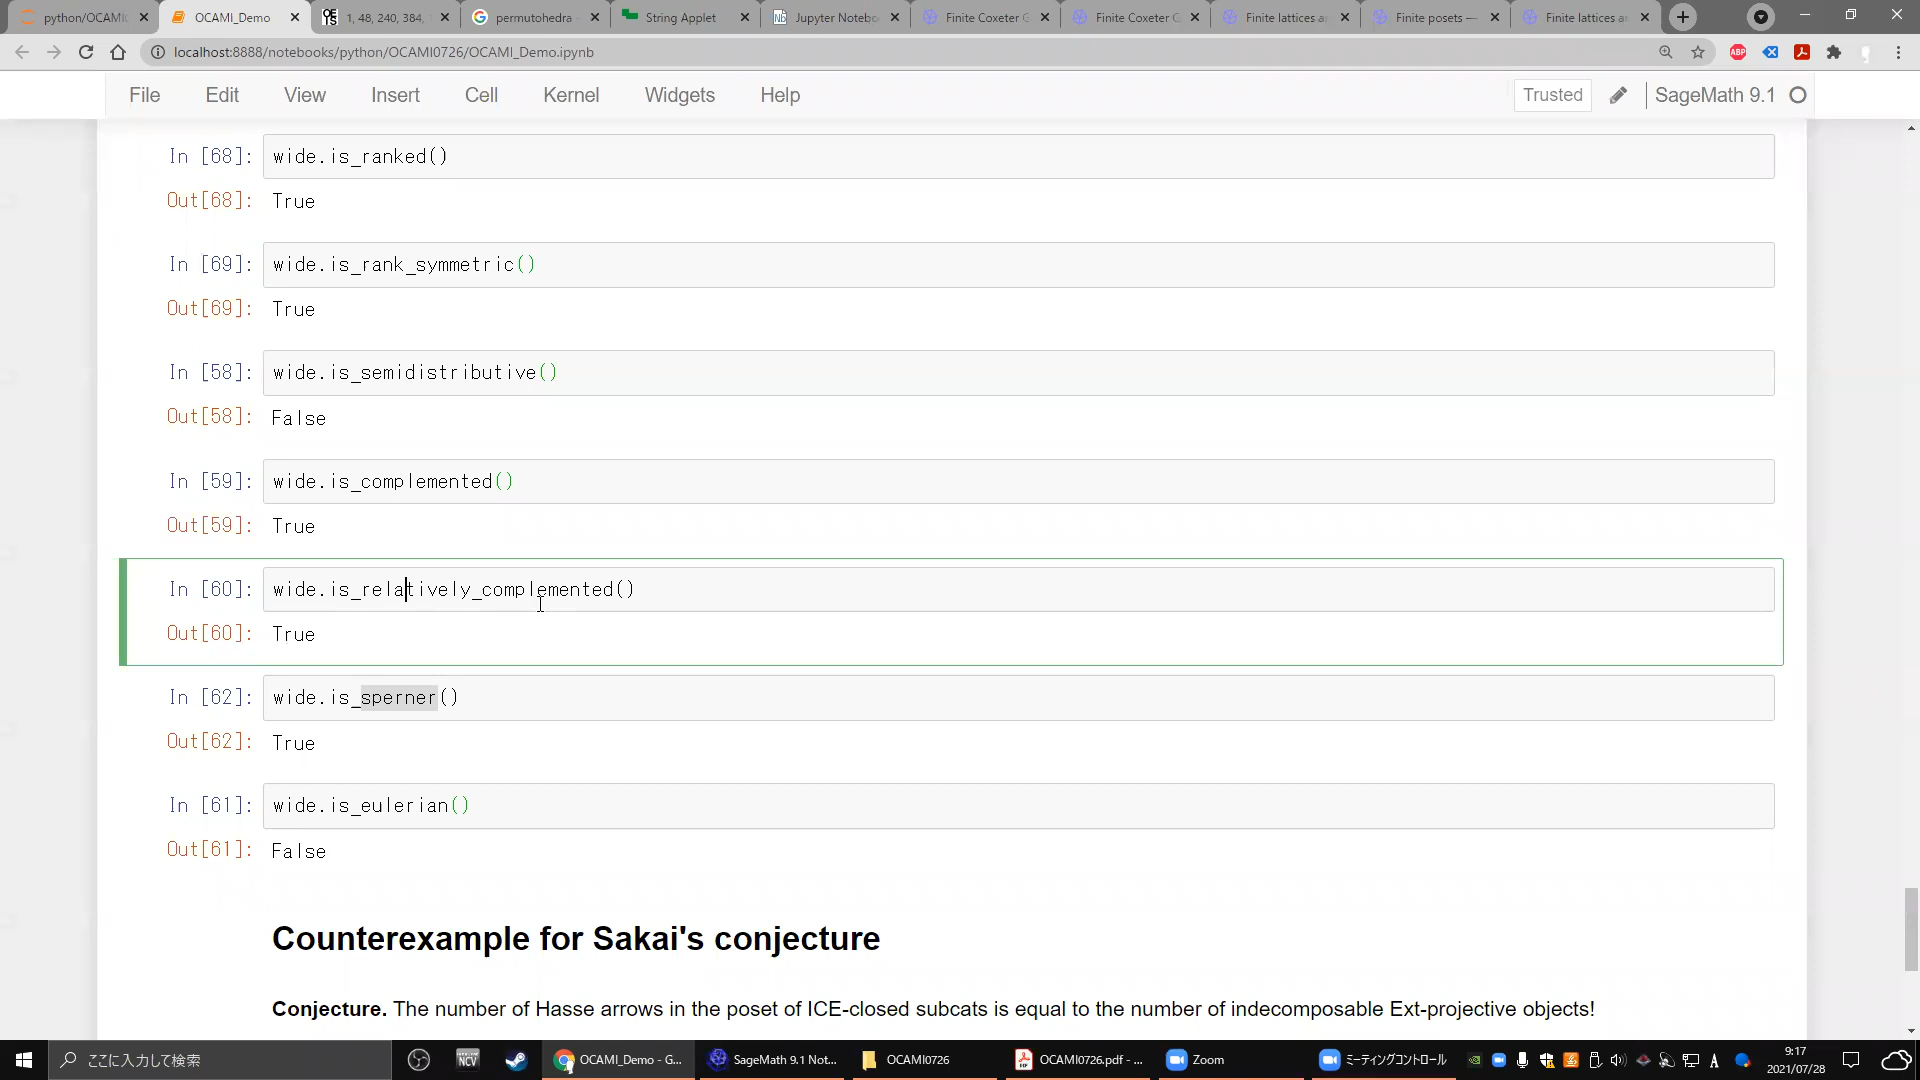 python/OCAMI
OCAMI_Demo
1, 48, 240, 384,
permutohedra
String Applet
Jupyter Notebo
Finite Coxeter G
Finite Coxeter G
Finite lattices a
Finite posets —
Finite lattices a
localhost:8888/notebooks/python/OCAMI0726/OCAMI_Demo.ipynb
File Edit View Insert Cell Kernel Widgets Help
Trusted
SageMath 9.1
In [68]: wide.is_ranked()
Out[68]: True
In [69]: wide.is_rank_symmetric()
Out[69]: True
In [58]: wide.is_semidistributive()
Out[58]: False
In [59]: wide.is_complemented()
Out[59]: True
In [60]: wide.is_relatively_complemented()
Out[60]: True
In [62]: wide.is_sperner()
Out[62]: True
In [61]: wide.is_eulerian()
Out[61]: False
Counterexample for Sakai's conjecture
Conjecture. The number of Hasse arrows in the poset of ICE-closed subcats is equal to the number of indecomposable Ext-projective objects!
ここに入力して検索
NCV
OCAMI_Demo - G...
SageMath 9.1 Not...
OCAMI0726
OCAMI0726.pdf - ...
Zoom
ミーティングコントロール
A
9:17
2021/07/28